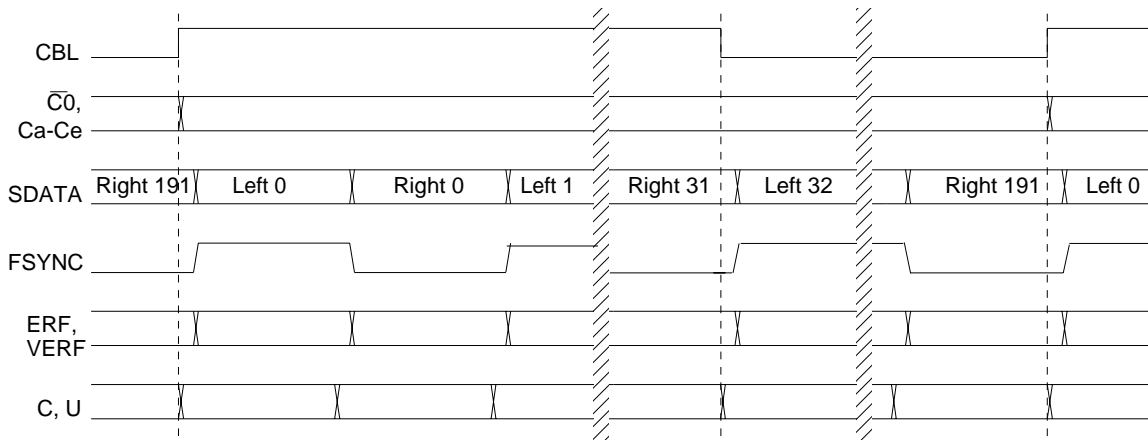 CBL
C̅0,
Ca-Ce
SDATA Right 191 Left 0 Right 0 Left 1 Right 31 Left 32 Right 191 Left 0
FSYNC
ERF,
VERF
C, U